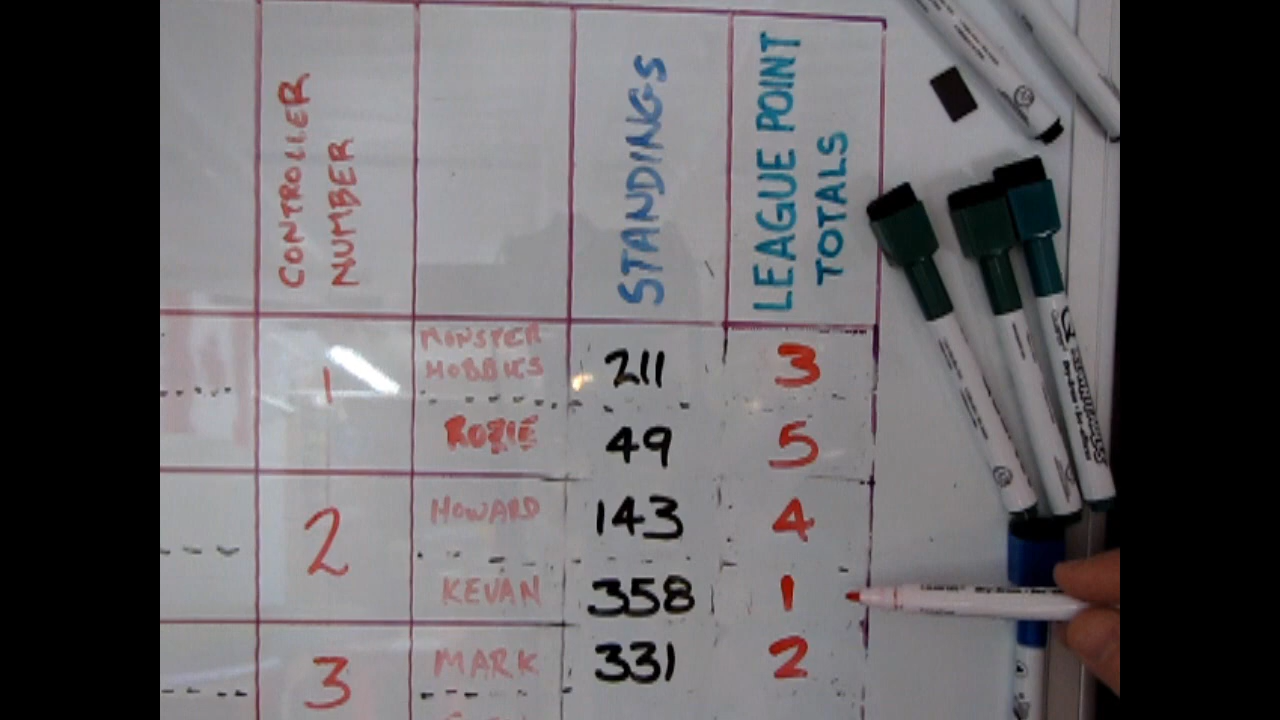 CONTROLLER
NUMBER
STANDINGS
LEAGUE POINT
TOTALS
1
MONSTER
HOBBIES
211
3
ROZIE
49
5
2
HOWARD
143
4
KEVAN
358
1
3
MARK
331
2